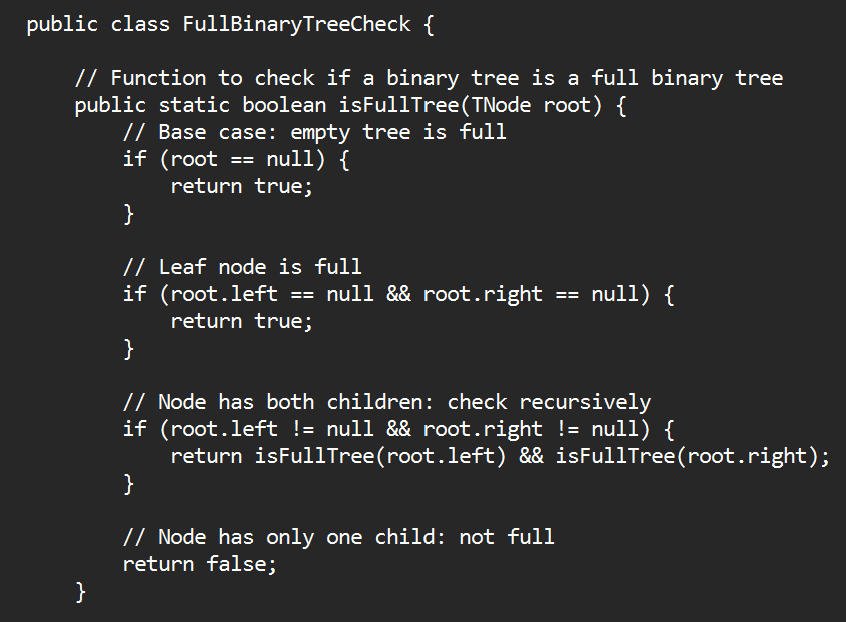 public class FullBinaryTreeCheck {
// Function to check if a binary tree is a full binary tree
public static boolean isFullTree(TNode root) {
// Base case: empty tree is full
if (root == null) {
return true;
}
// Leaf node is full
if (root.left == null && root.right == null) {
return true;
}
// Node has both children: check recursively
if (root.left != null && root.right != null) {
return isFullTree(root.left) && isFullTree(root.right);
}
// Node has only one child: not full
return false;
}